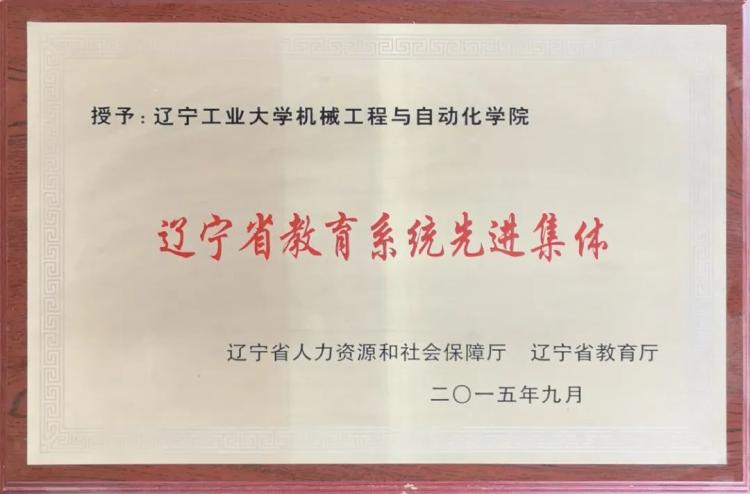 授予：辽宁工业大学机械工程与自动化学院
辽宁省教育系统先进集体
辽宁省人力资源和社会保障厅 辽宁省教育厅
二〇一五年九月